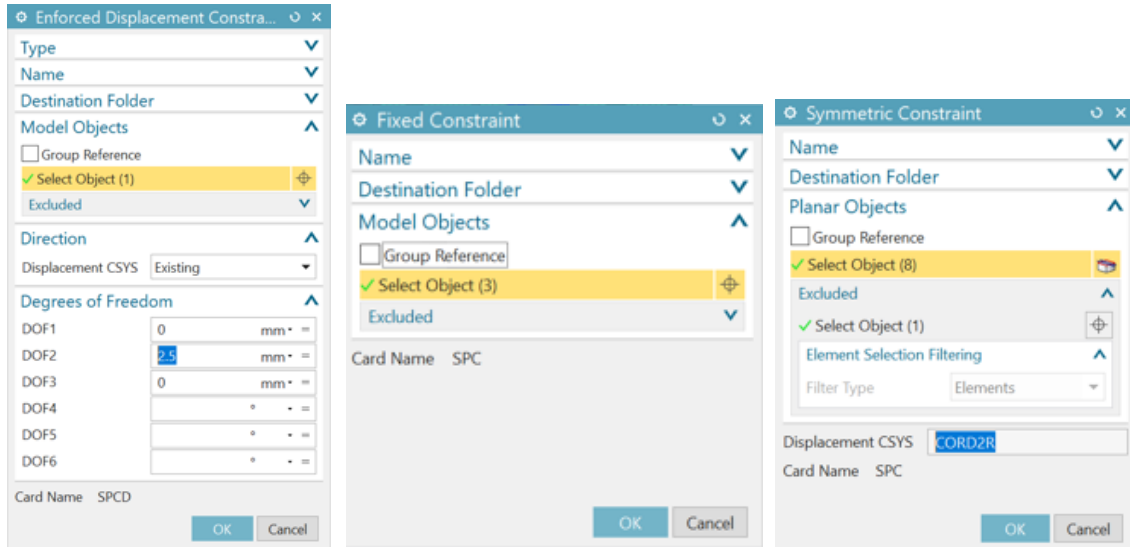 Enforced Displacement Constra...
Type
Name
Destination Folder
Model Objects
Group Reference
Select Object (1)
Excluded
Direction
Displacement CSYS Existing
Degrees of Freedom
DOF1 0 mm =
DOF2 2.5 mm =
DOF3 0 mm =
DOF4 ° =
DOF5 ° =
DOF6 ° =
Card Name SPCD
OK Cancel
Fixed Constraint
Name
Destination Folder
Model Objects
Group Reference
Select Object (3)
Excluded
Card Name SPC
OK Cancel
Symmetric Constraint
Name
Destination Folder
Planar Objects
Group Reference
Select Object (8)
Excluded
Select Object (1)
Element Selection Filtering
Filter Type Elements
Displacement CSYS CORD2R
Card Name SPC
OK Cancel